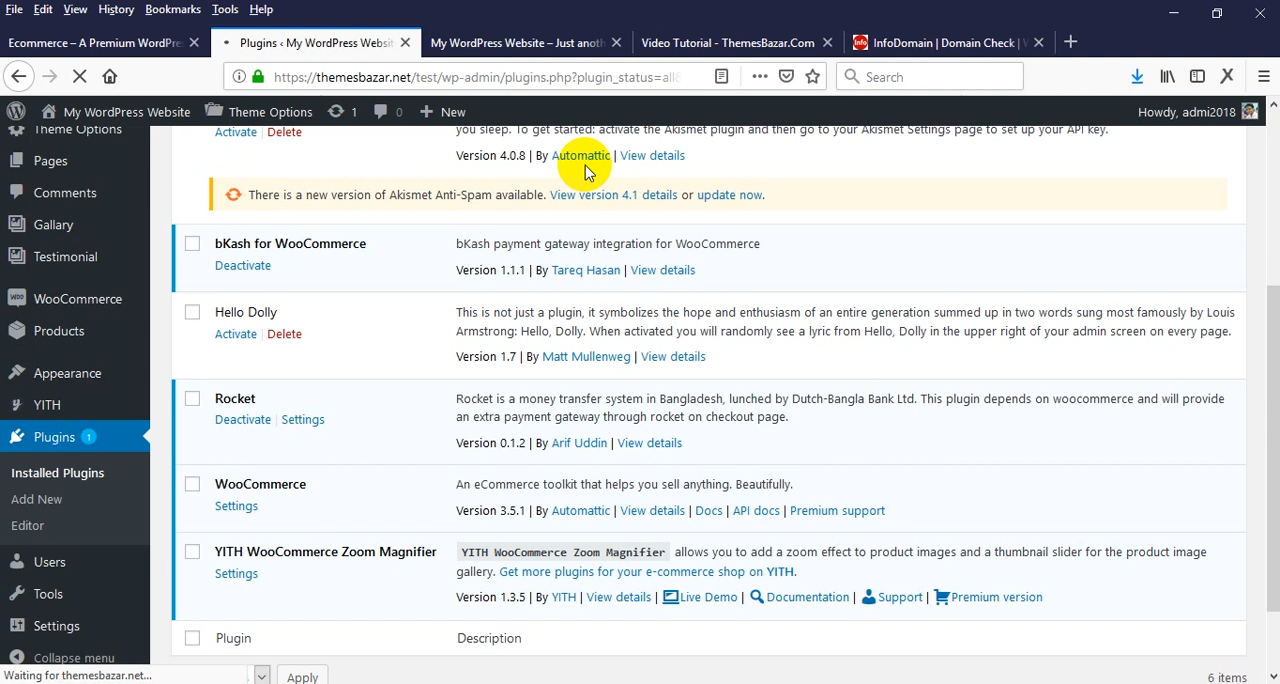 File Edit View History Bookmarks Tools Help
Ecommerce – A Premium WordPre
Plugins ‹ My WordPress Websit
My WordPress Website – Just anoth
Video Tutorial - ThemesBazar.Com
InfoDomain | Domain Check |
https://themesbazar.net/test/wp-admin/plugins.php?plugin_status=all&
Search
My WordPress Website Theme Options 1 0 New Howdy, admi2018
Theme Options
Pages
Comments
Gallary
Testimonial
WooCommerce
Products
Appearance
YITH
Plugins 1
Installed Plugins
Add New
Editor
Users
Tools
Settings
Collapse menu
Activate | Delete
you sleep. To get started: activate the Akismet plugin and then go to your Akismet Settings page to set up your API key.
Version 4.0.8 | By Automattic | View details
There is a new version of Akismet Anti-Spam available. View version 4.1 details or update now.
bKash for WooCommerce
Deactivate
bKash payment gateway integration for WooCommerce
Version 1.1.1 | By Tareq Hasan | View details
Hello Dolly
Activate | Delete
This is not just a plugin, it symbolizes the hope and enthusiasm of an entire generation summed up in two words sung most famously by Louis
Armstrong: Hello, Dolly. When activated you will randomly see a lyric from Hello, Dolly in the upper right of your admin screen on every page.
Version 1.7 | By Matt Mullenweg | View details
Rocket
Deactivate | Settings
Rocket is a money transfer system in Bangladesh, lunched by Dutch-Bangla Bank Ltd. This plugin depends on woocommerce and will provide
an extra payment gateway through rocket on checkout page.
Version 0.1.2 | By Arif Uddin | View details
WooCommerce
Settings
An eCommerce toolkit that helps you sell anything. Beautifully.
Version 3.5.1 | By Automattic | View details | Docs | API docs | Premium support
YITH WooCommerce Zoom Magnifier
Settings
YITH WooCommerce Zoom Magnifier allows you to add a zoom effect to product images and a thumbnail slider for the product image
gallery. Get more plugins for your e-commerce shop on YITH.
Version 1.3.5 | By YITH | View details | Live Demo | Documentation | Support | Premium version
Plugin Description
Apply
6 items
Waiting for themesbazar.net...